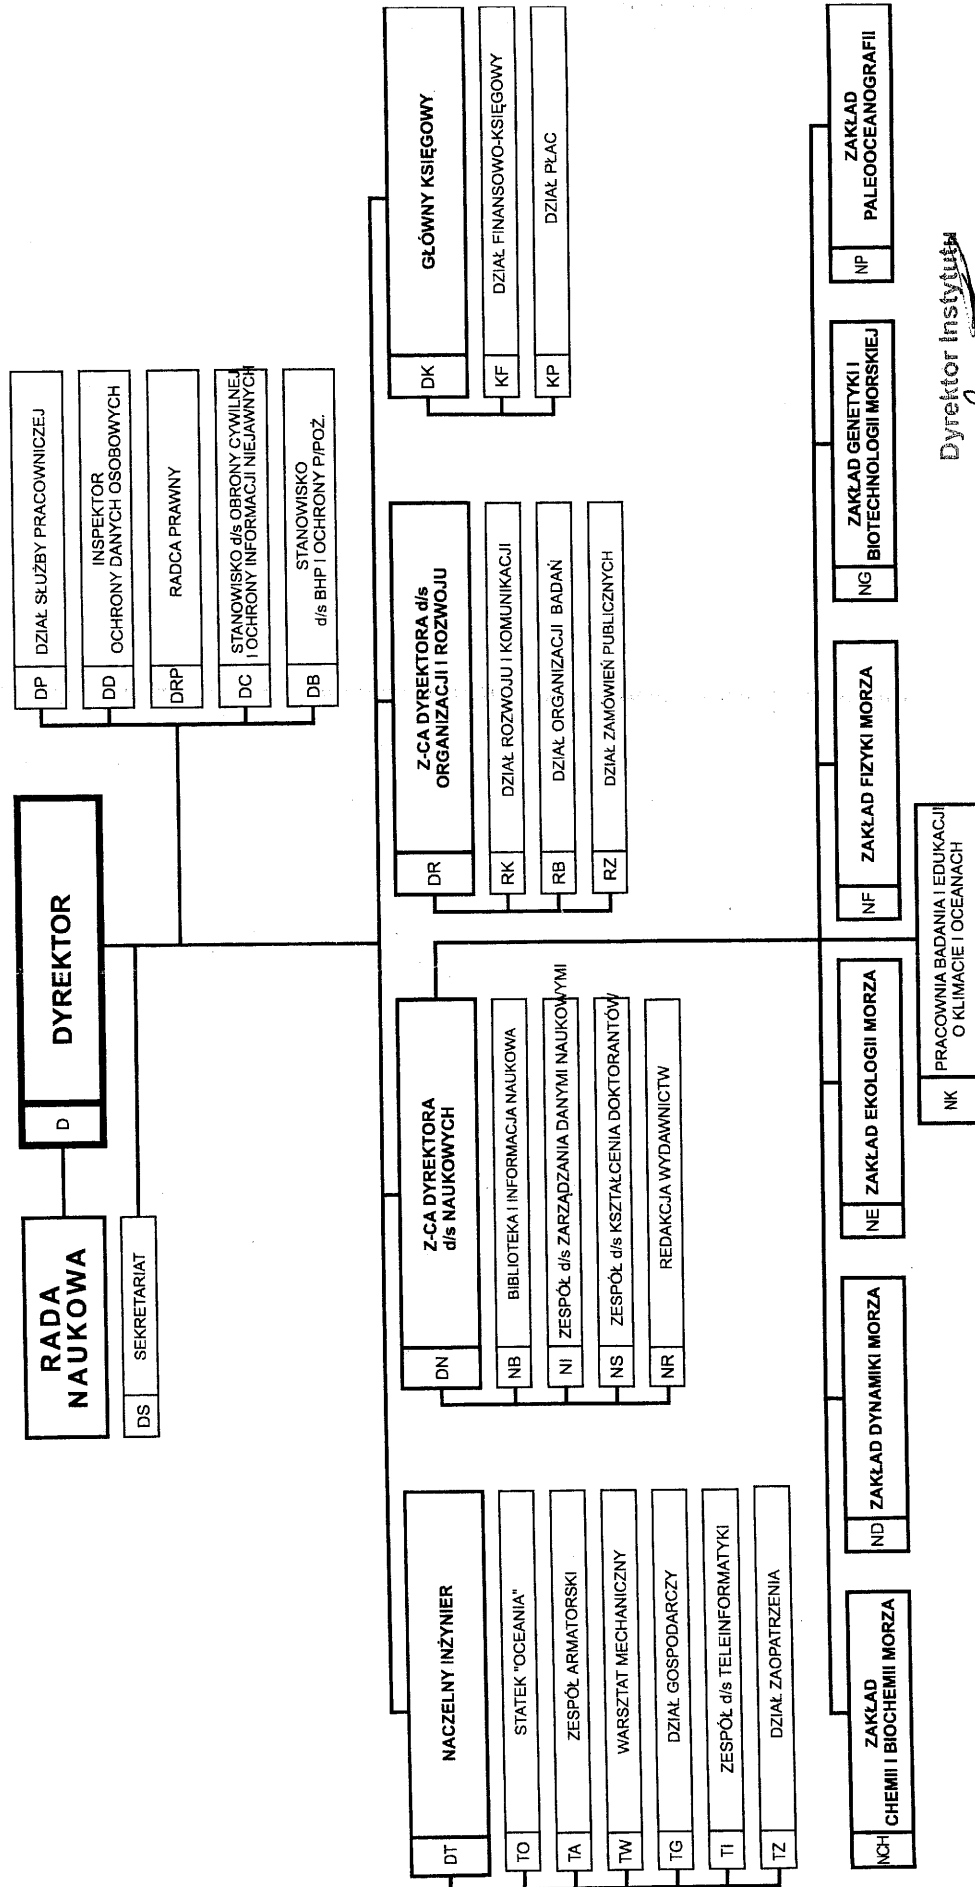 RADA
NAUKOWA
D
DYREKTOR
DS
SEKRETARIAT
DP
DZIAŁ SŁUŻBY PRACOWNICZEJ
DD
INSPEKTOR
OCHRONY DANYCH OSOBOWYCH
DRP
RADCA PRAWNY
DC
STANOWISKO d/s OBRONY CYWILNEJ
I OCHRONY INFORMACJI NIEJAWNYCH
DB
STANOWISKO
d/s BHP I OCHRONY P/POŻ.
DT
NACZELNY INŻYNIER
TO
STATEK "OCEANIA"
TA
ZESPÓŁ ARMATORSKI
TW
WARSZTAT MECHANICZNY
TG
DZIAŁ GOSPODARCZY
TI
ZESPÓŁ d/s TELEINFORMATYKI
TZ
DZIAŁ ZAOPATRZENIA
DN
Z-CA DYREKTORA
d/s NAUKOWYCH
NB
BIBLIOTEKA I INFORMACJA NAUKOWA
NI
ZESPÓŁ d/s ZARZĄDZANIA DANYMI NAUKOWYMI
NS
ZESPÓŁ d/s KSZTAŁCENIA DOKTORANTÓW
NR
REDAKCJA WYDAWNICTW
DR
Z-CA DYREKTORA d/s
ORGANIZACJI I ROZWOJU
RK
DZIAŁ ROZWOJU I KOMUNIKACJI
RB
DZIAŁ ORGANIZACJI BADAŃ
RZ
DZIAŁ ZAMÓWIEŃ PUBLICZNYCH
DK
GŁÓWNY KSIĘGOWY
KF
DZIAŁ FINANSOWO-KSIĘGOWY
KP
DZIAŁ PŁAC
NCH
ZAKŁAD
CHEMII I BIOCHEMII MORZA
ND
ZAKŁAD DYNAMIKI MORZA
NE
ZAKŁAD EKOLOGII MORZA
NF
ZAKŁAD FIZYKI MORZA
NG
ZAKŁAD GENETYKI I
BIOTECHNOLOGII MORSKIEJ
NP
ZAKŁAD
PALEOOCEANOGRAFII
NK
PRACOWNIA BADANIA I EDUKACJI
O KLIMACIE I OCEANACH
Dyrektor Instytutu